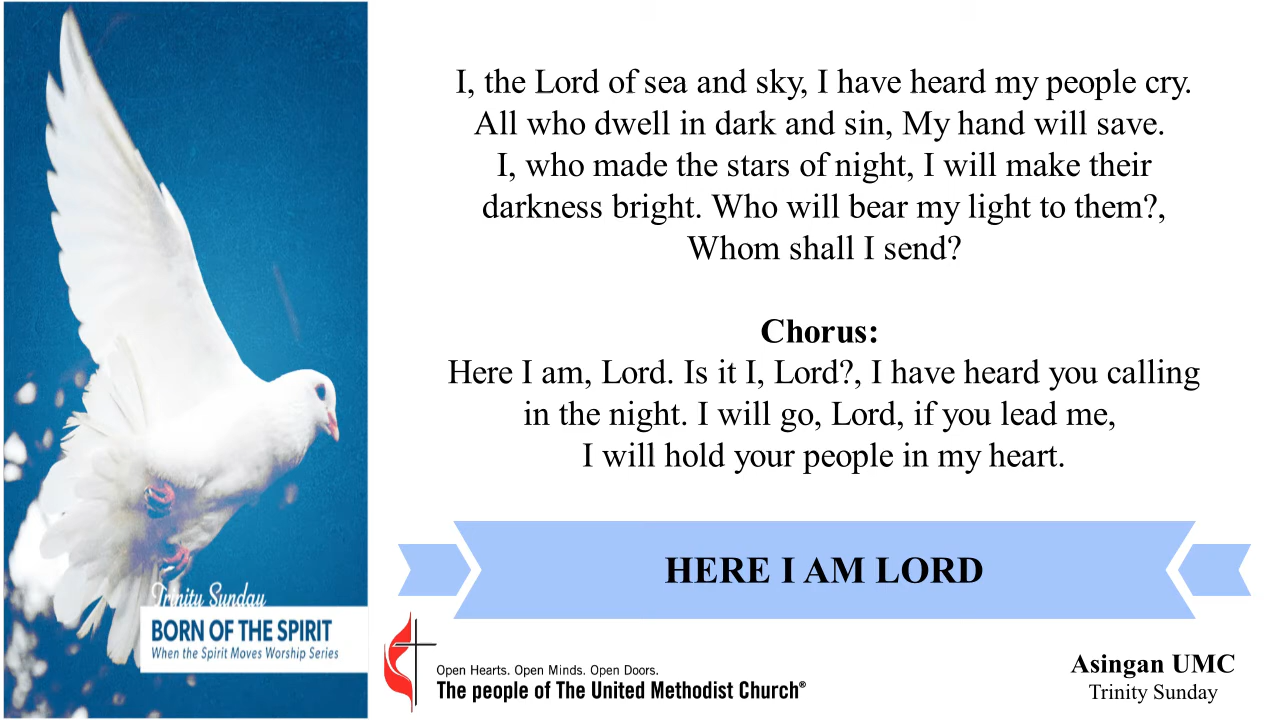 I, the Lord of sea and sky, I have heard my people cry.
All who dwell in dark and sin, My hand will save.
I, who made the stars of night, I will make their
darkness bright. Who will bear my light to them?,
Whom shall I send?
Chorus:
Here I am, Lord. Is it I, Lord?, I have heard you calling
in the night. I will go, Lord, if you lead me,
I will hold your people in my heart.
HERE I AM LORD
Trinity Sunday
BORN OF THE SPIRIT
When the Spirit Moves Worship Series
Open Hearts. Open Minds. Open Doors.
The people of The United Methodist Church®
Asingan UMC
Trinity Sunday